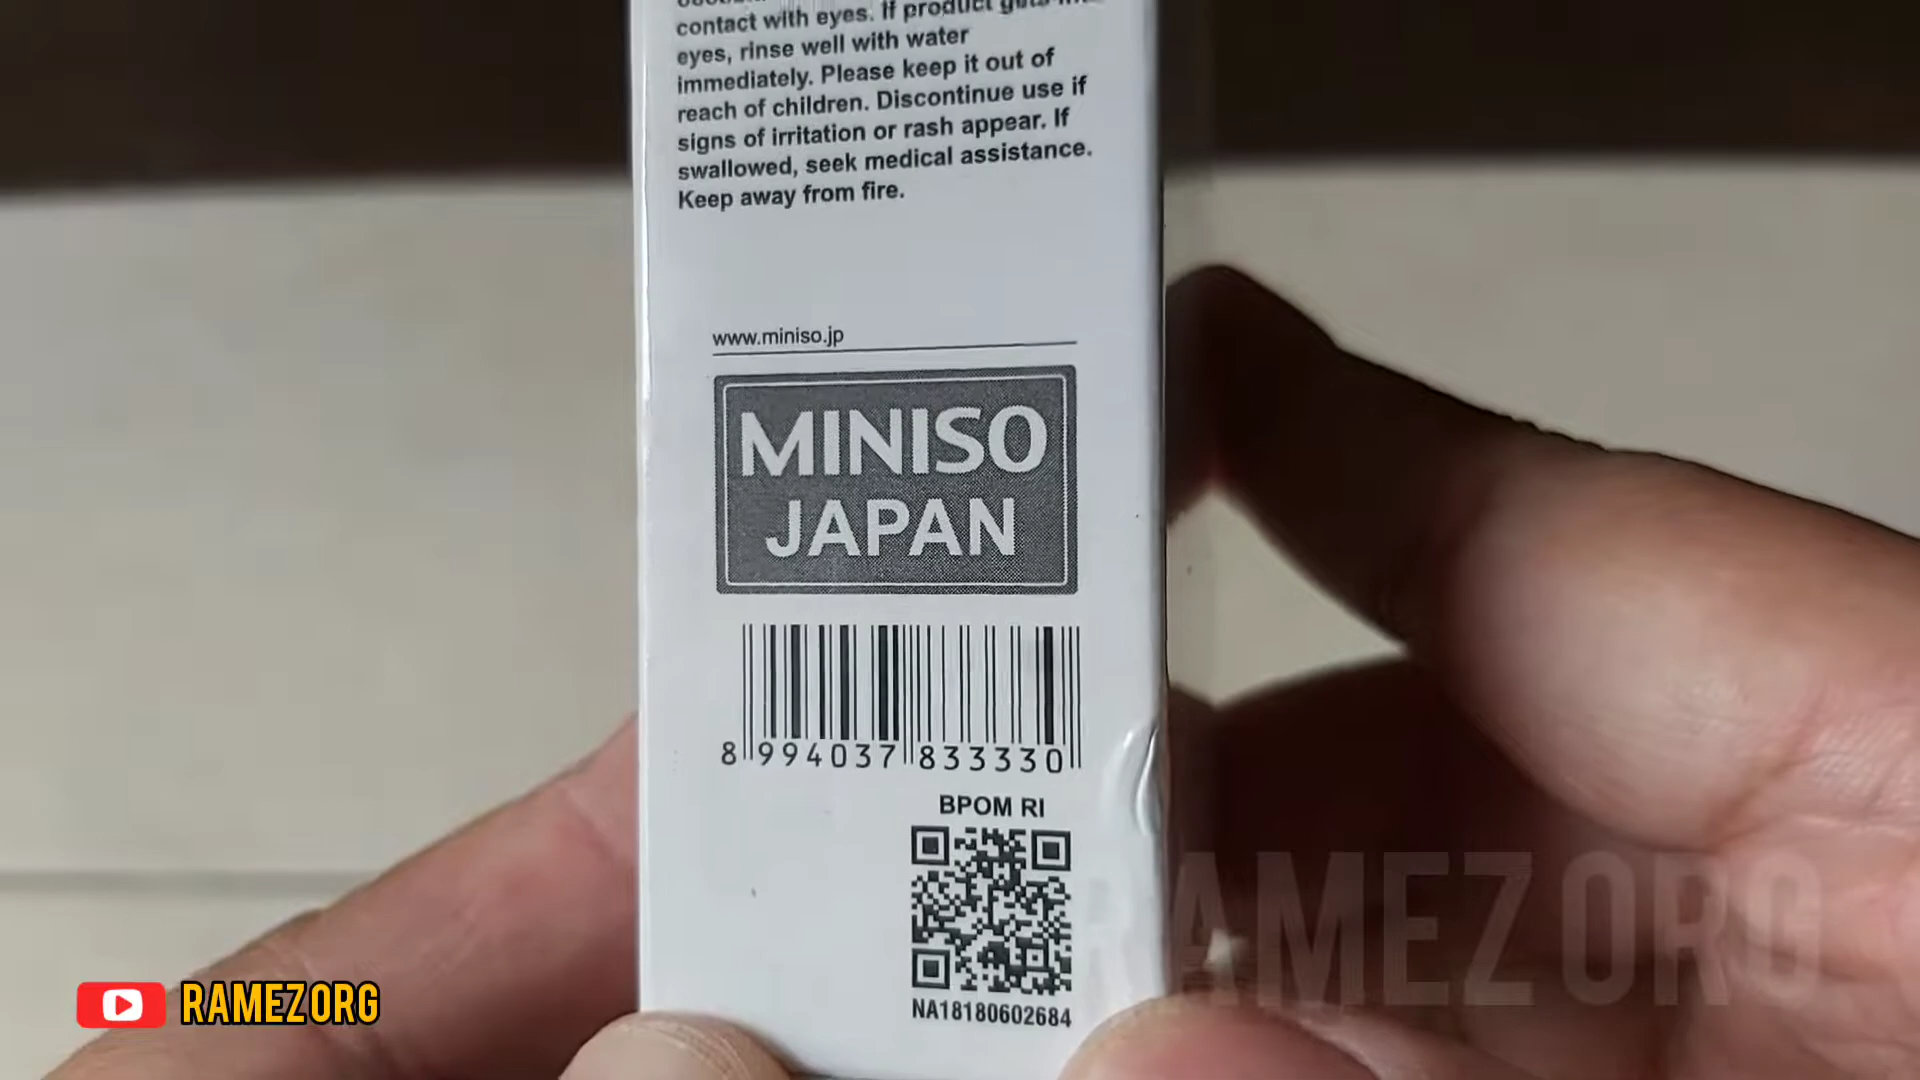 contact with eyes. If product gets
eyes, rinse well with water
immediately. Please keep it out of
reach of children. Discontinue use if
signs of irritation or rash appear. If
swallowed, seek medical assistance.
Keep away from fire.
www.miniso.jp
MINISO
JAPAN
8 994037 833330
BPOM RI
NA18180602684
RAMEZ ORG
RAMEZ ORG